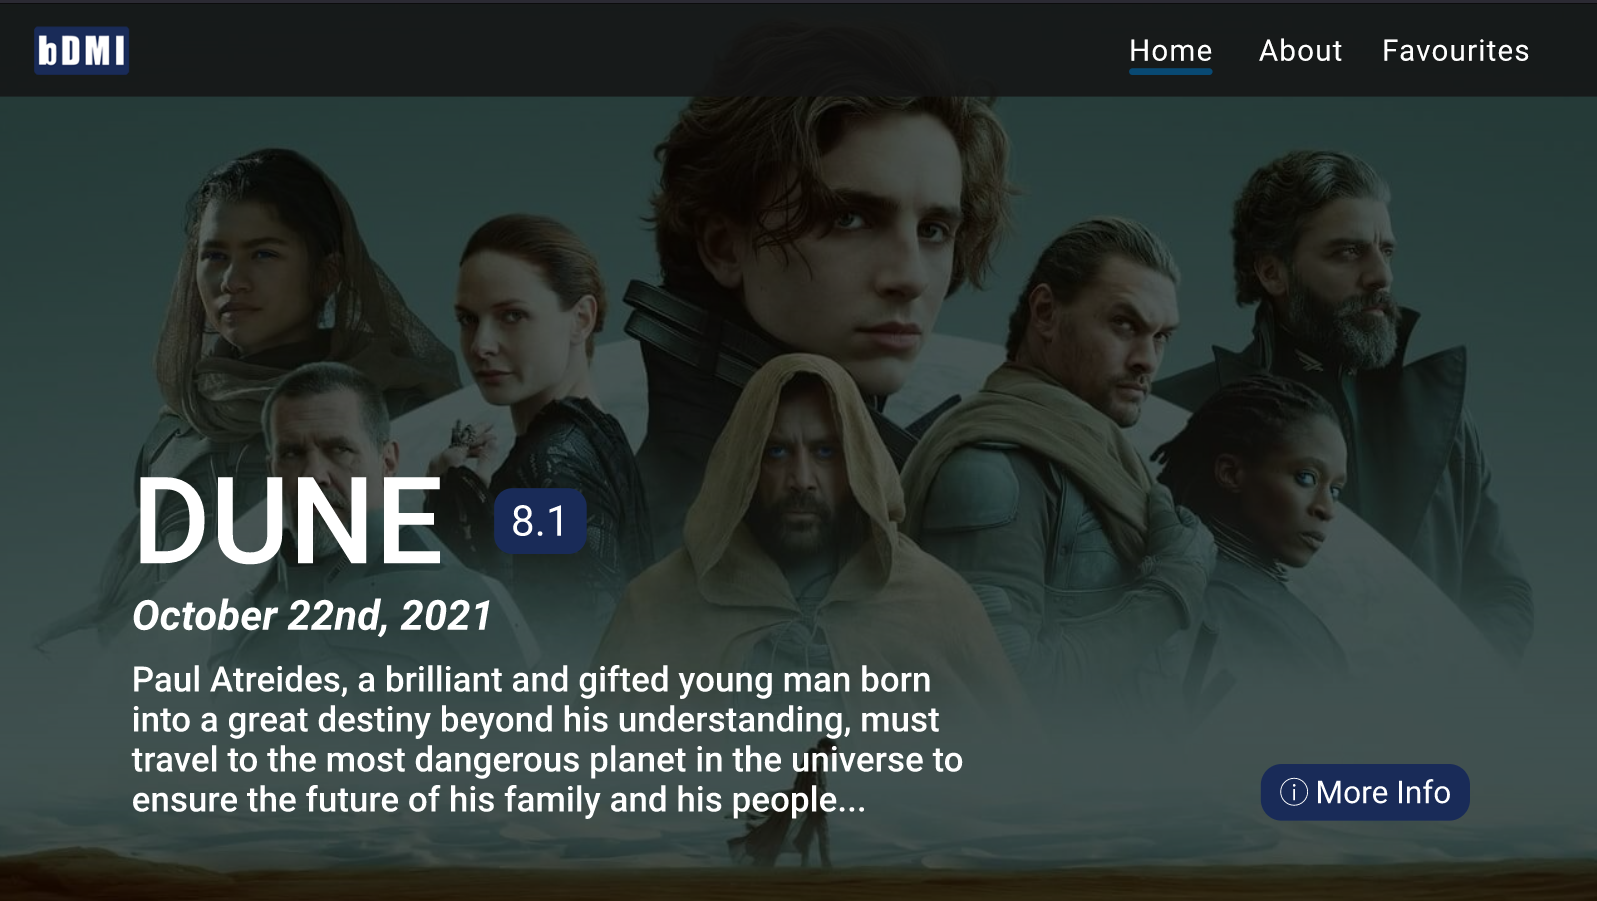 bDMI
Home About Favourites
DUNE 8.1
October 22nd, 2021
Paul Atreides, a brilliant and gifted young man born
into a great destiny beyond his understanding, must
travel to the most dangerous planet in the universe to
ensure the future of his family and his people...
ⓘ More Info